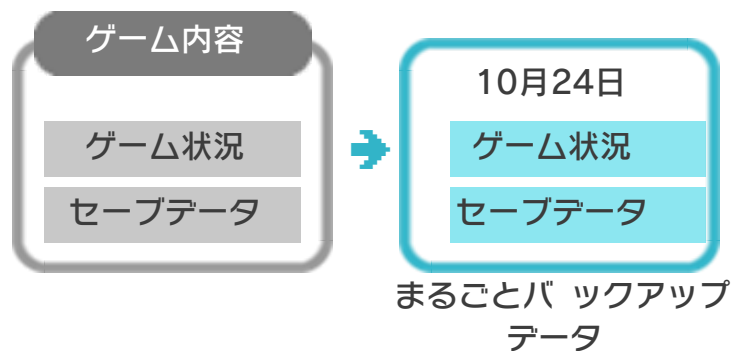 ゲーム内容
ゲーム状況
セーブデータ
10月24日
ゲーム状況
セーブデータ
まるごとバ ックアップ
データ